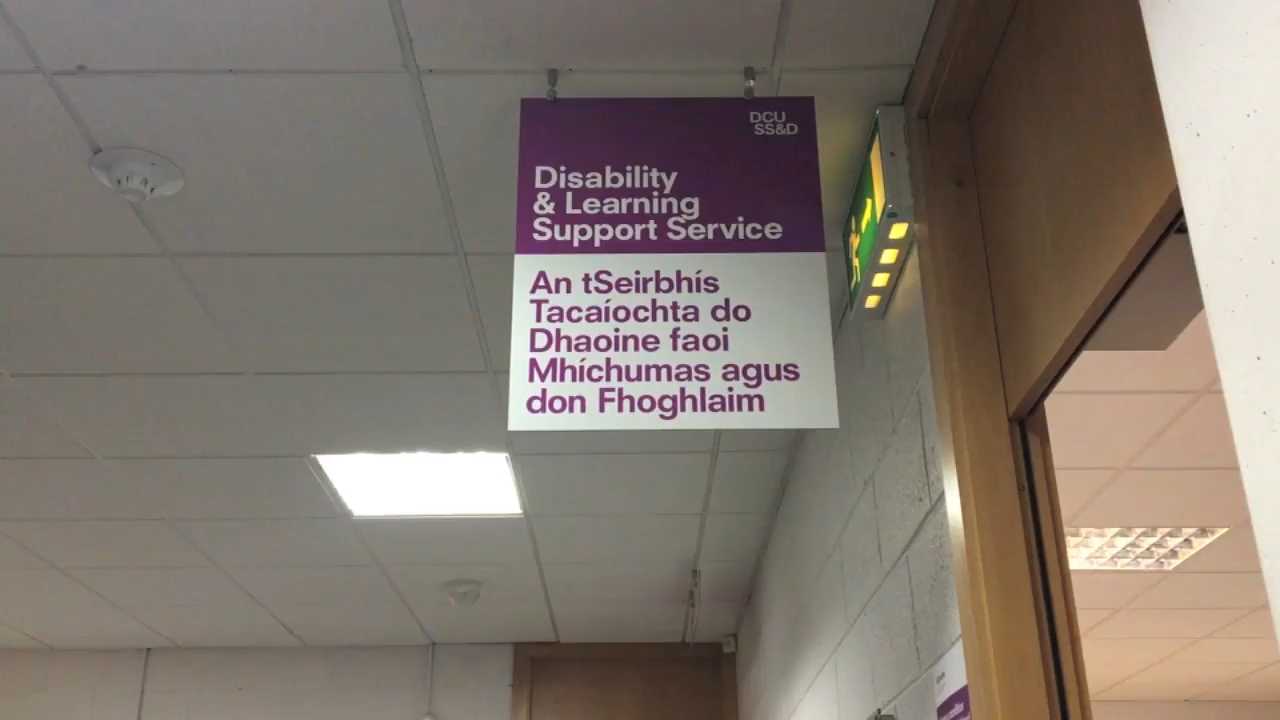 DCU
SS&D
Disability
& Learning
Support Service
An tSeirbhís
Tacaíochta do
Dhaoine faoi
Mhíchumas agus
don Fhoghlaim